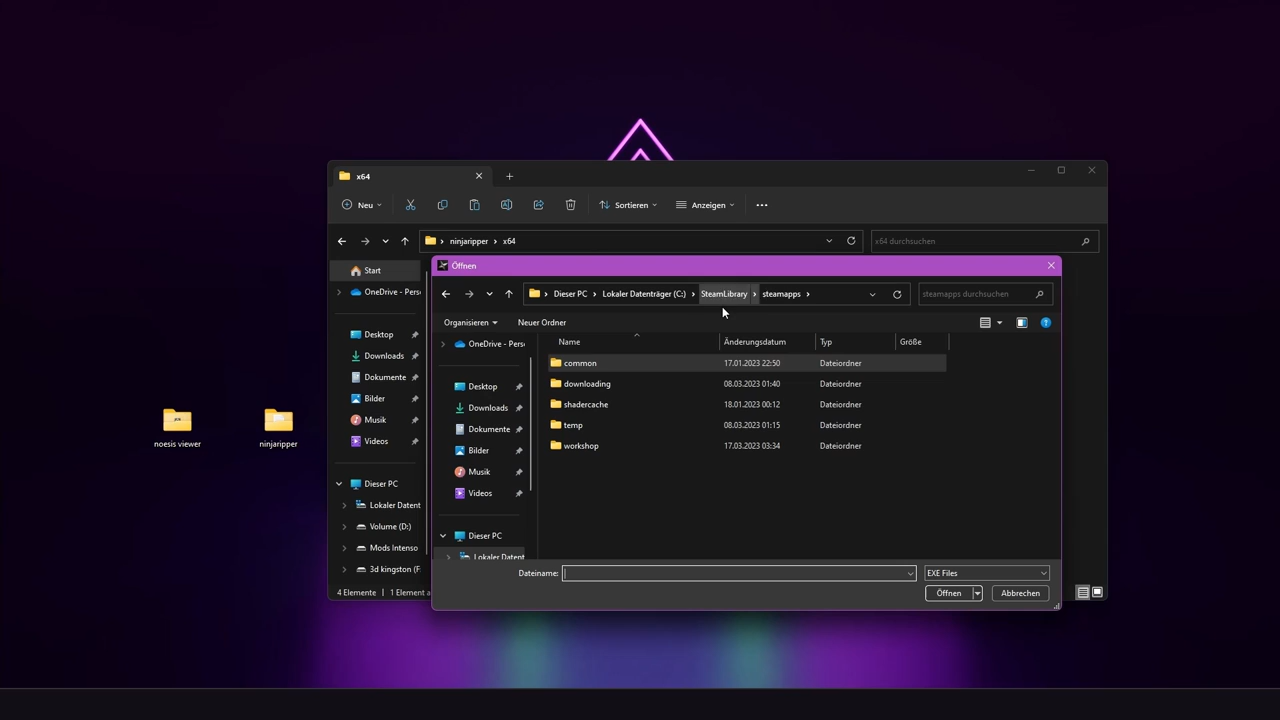 x64
Neu
Sortieren
Anzeigen
ninjaripper
x64
x64 durchsuchen
Öffnen
Start
OneDrive - Pers
Dieser PC
Lokaler Datenträger (C:)
SteamLibrary
steamapps
steamapps durchsuchen
Organisieren
Neuer Ordner
Desktop
Downloads
Dokumente
Bilder
Musik
Videos
Dieser PC
Lokaler Datent
Volume (D:)
Mods Intenso
3d kingston (F:
OneDrive - Pers
Desktop
Downloads
Dokumente
Bilder
Musik
Videos
Dieser PC
Lokaler Datent
Name Änderungsdatum Typ Größe
common 17.01.2023 22:50 Dateiordner
downloading 08.03.2023 01:40 Dateiordner
shadercache 18.01.2023 00:12 Dateiordner
temp 08.03.2023 01:15 Dateiordner
workshop 17.03.2023 03:34 Dateiordner
Dateiname:
EXE Files
Öffnen
Abbrechen
4 Elemente
1 Element a
noesis viewer
ninjaripper